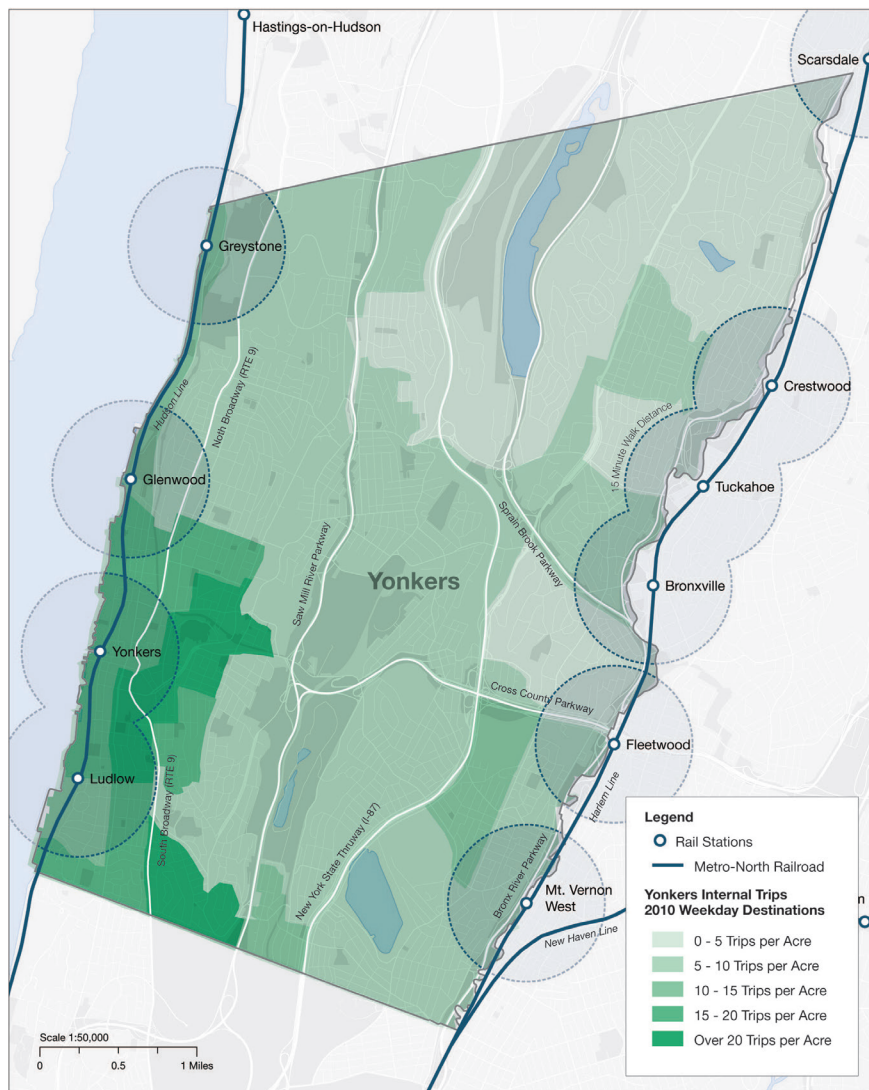 Hastings-on-Hudson
Scarsdale
Greystone
Hudson Line
Noth Broadway (RTE 9)
Crestwood
15 Minute Walk Distance
Glenwood
Tuckahoe
Saw Mill River Parkway
Sprain Brook Parkway
Yonkers
Bronxville
Yonkers
Cross County Parkway
Fleetwood
Ludlow
South Broadway (RTE 9)
New York State Thruway (I-87)
Harlem Line
Bronx River Parkway
Mt. Vernon
West
New Haven Line
n
Legend
Rail Stations
Metro-North Railroad
Yonkers Internal Trips
2010 Weekday Destinations
0 - 5 Trips per Acre
5 - 10 Trips per Acre
10 - 15 Trips per Acre
15 - 20 Trips per Acre
Over 20 Trips per Acre
Scale 1:50,000
0 0.5 1 Miles